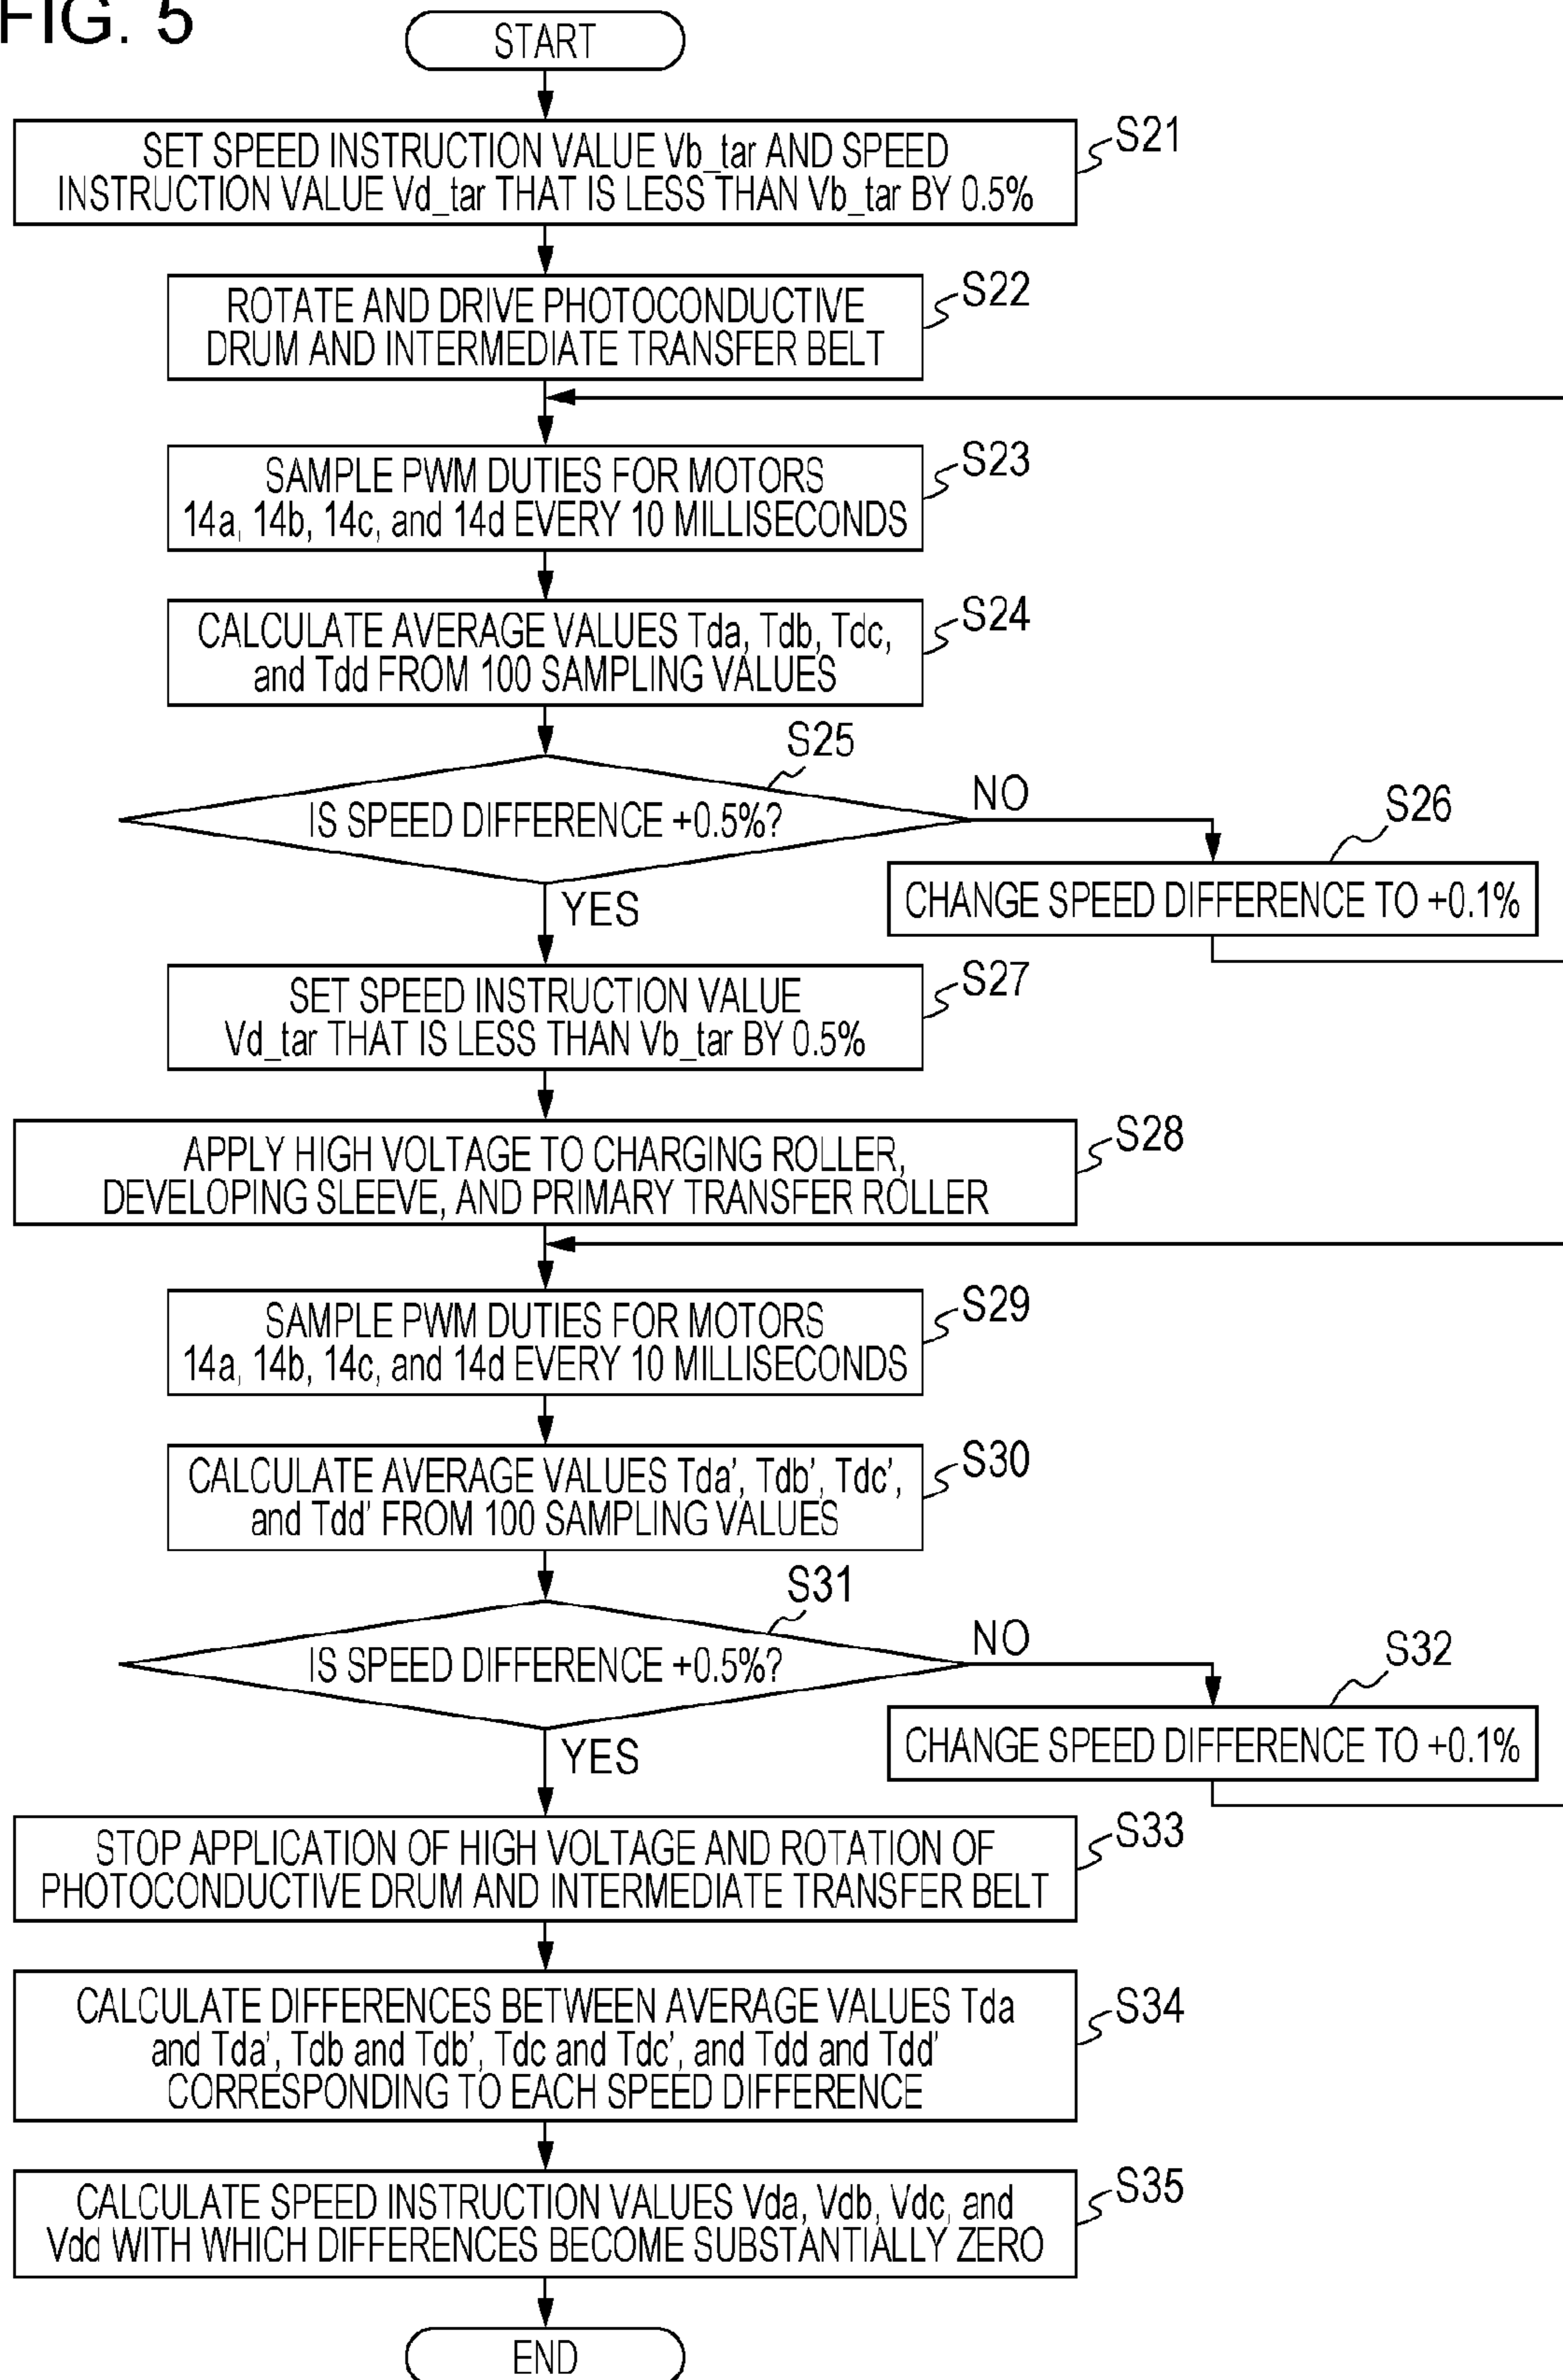 FIG. 5
START
SET SPEED INSTRUCTION VALUE Vb_tar AND SPEED
INSTRUCTION VALUE Vd_tar THAT IS LESS THAN Vb_tar BY 0.5%
S21
ROTATE AND DRIVE PHOTOCONDUCTIVE
DRUM AND INTERMEDIATE TRANSFER BELT
S22
SAMPLE PWM DUTIES FOR MOTORS
14a, 14b, 14c, and 14d EVERY 10 MILLISECONDS
S23
CALCULATE AVERAGE VALUES Tda, Tdb, Tdc,
and Tdd FROM 100 SAMPLING VALUES
S24
S25
IS SPEED DIFFERENCE +0.5%?
NO
YES
S26
CHANGE SPEED DIFFERENCE TO +0.1%
SET SPEED INSTRUCTION VALUE
Vd_tar THAT IS LESS THAN Vb_tar BY 0.5%
S27
APPLY HIGH VOLTAGE TO CHARGING ROLLER,
DEVELOPING SLEEVE, AND PRIMARY TRANSFER ROLLER
S28
SAMPLE PWM DUTIES FOR MOTORS
14a, 14b, 14c, and 14d EVERY 10 MILLISECONDS
S29
CALCULATE AVERAGE VALUES Tda', Tdb', Tdc',
and Tdd' FROM 100 SAMPLING VALUES
S30
S31
IS SPEED DIFFERENCE +0.5%?
NO
YES
S32
CHANGE SPEED DIFFERENCE TO +0.1%
STOP APPLICATION OF HIGH VOLTAGE AND ROTATION OF
PHOTOCONDUCTIVE DRUM AND INTERMEDIATE TRANSFER BELT
S33
CALCULATE DIFFERENCES BETWEEN AVERAGE VALUES Tda
and Tda', Tdb and Tdb', Tdc and Tdc', and Tdd and Tdd'
CORRESPONDING TO EACH SPEED DIFFERENCE
S34
CALCULATE SPEED INSTRUCTION VALUES Vda, Vdb, Vdc, and
Vdd WITH WHICH DIFFERENCES BECOME SUBSTANTIALLY ZERO
S35
END